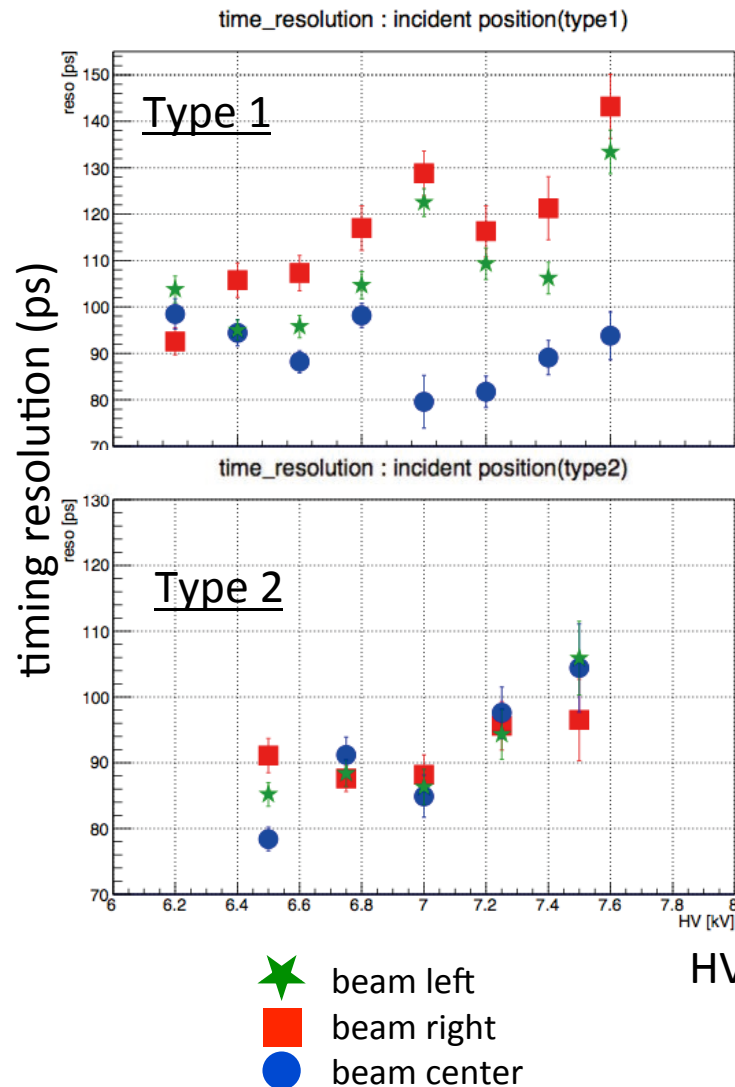 time_resolution : incident position(type1)
reso [ps]
150
140
130
120
110
100
90
80
70
Type 1
timing resolution (ps)
time_resolution : incident position(type2)
reso [ps]
130
120
110
100
90
80
70
Type 2
6 6.2 6.4 6.6 6.8 7 7.2 7.4 7.6 7.8 8
HV [kV]
HV
beam left
beam right
beam center